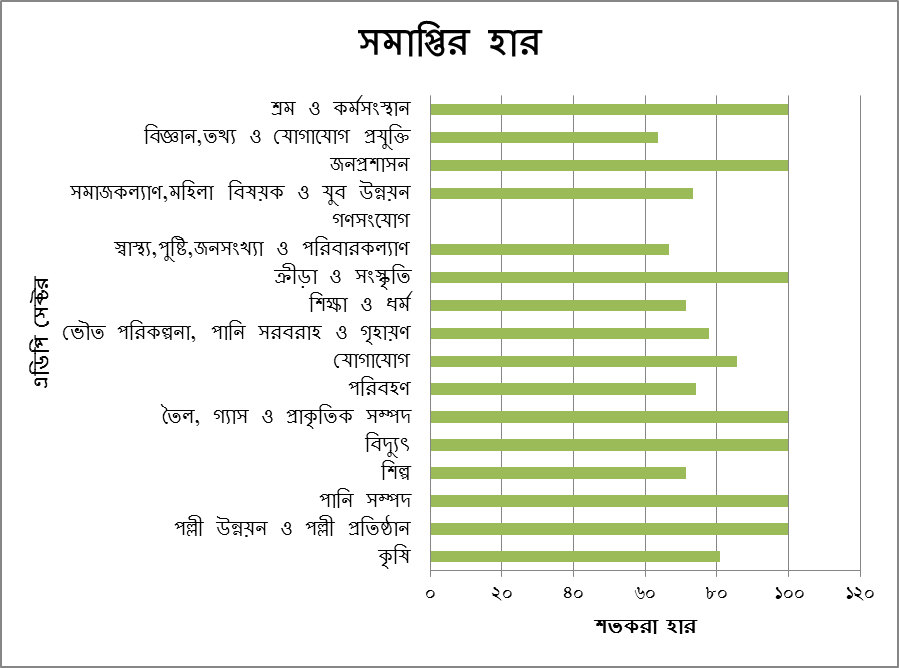 সমাপ্তির হার
শ্রম ও কর্মসংস্থান
বিজ্ঞান,তথ্য ও যোগাযোগ প্রযুক্তি
জনপ্রশাসন
সমাজকল্যাণ,মহিলা বিষয়ক ও যুব উন্নয়ন
গণসংযোগ
স্বাস্থ্য,পুষ্টি,জনসংখ্যা ও পরিবারকল্যাণ
ক্রীড়া ও সংস্কৃতি
শিক্ষা ও ধর্ম
ভৌত পরিকল্পনা, পানি সরবরাহ ও গৃহায়ণ
যোগাযোগ
পরিবহণ
তৈল, গ্যাস ও প্রাকৃতিক সম্পদ
বিদ্যুৎ
শিল্প
পানি সম্পদ
পল্লী উন্নয়ন ও পল্লী প্রতিষ্ঠান
কৃষি
এডিপি সেক্টর
০ ২০ ৪০ ৬০ ৮০ ১০০ ১২০
শতকরা হার